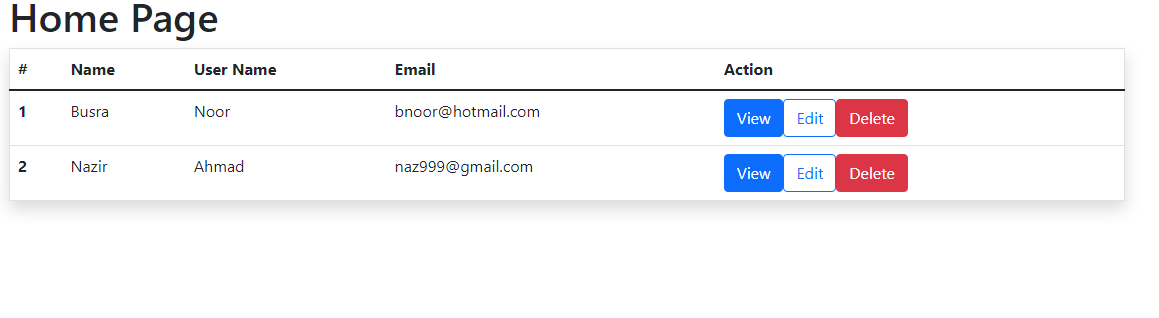 Home Page
# Name User Name Email Action
1 Busra Noor bnoor@hotmail.com View Edit Delete
2 Nazir Ahmad naz999@gmail.com View Edit Delete